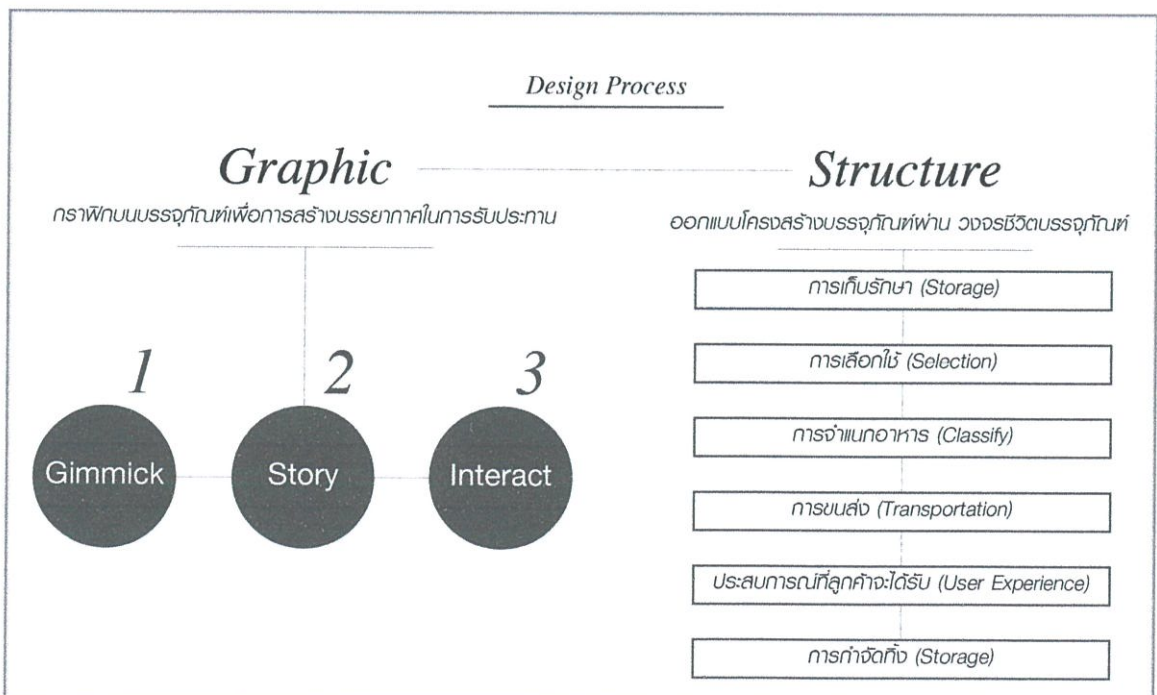 Design Process
Graphic
กราฟิกบนบรรจุภัณฑ์เพื่อการสร้างบรรยากาศในการรับประทาน
1
2
3
Gimmick
Story
Interact
Structure
ออกแบบโครงสร้างบรรจุภัณฑ์ผ่าน วงจรชีวิตบรรจุภัณฑ์
การเก็บรักษา (Storage)
การเลือกใช้ (Selection)
การจำแนกอาหาร (Classify)
การขนส่ง (Transportation)
ประสบการณ์ที่ลูกค้าจะได้รับ (User Experience)
การกำจัดทิ้ง (Storage)